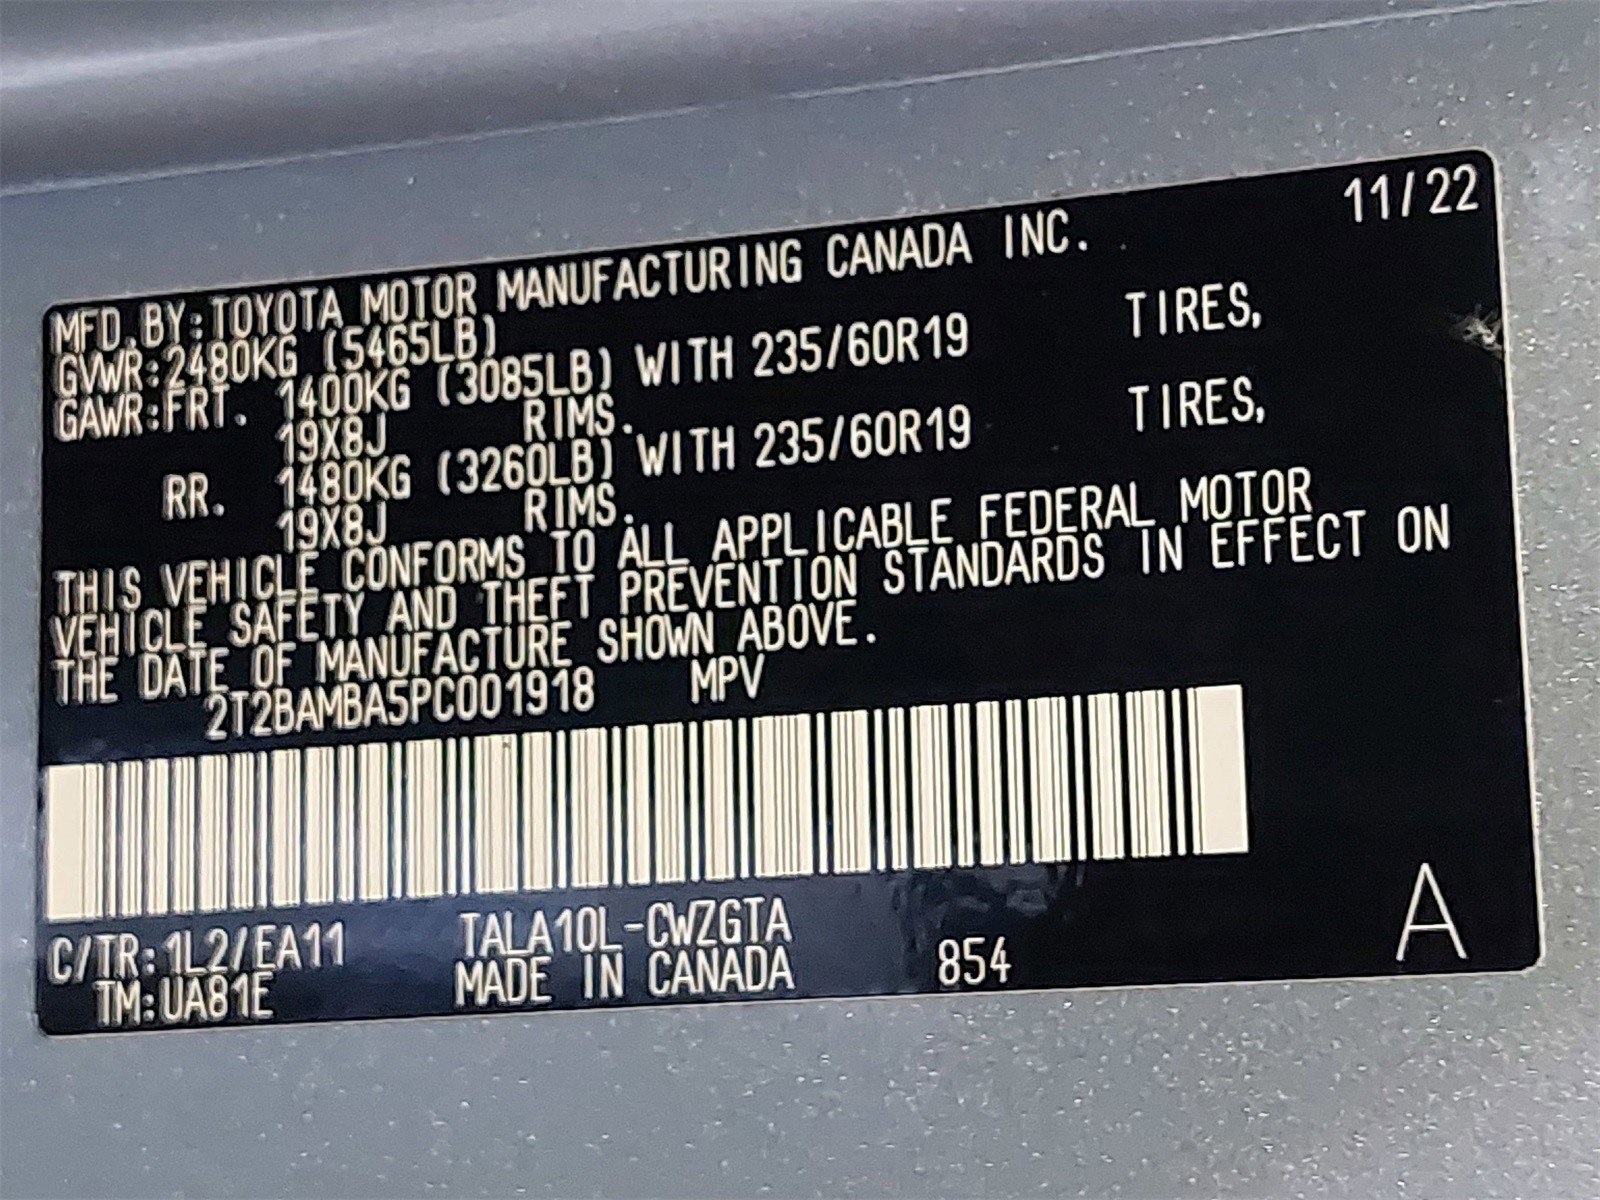 11/22
MFD.BY:TOYOTA MOTOR MANUFACTURING CANADA INC.
GVWR:2480KG (5465LB)
GAWR:FRT. 1400KG (3085LB) WITH 235/60R19 TIRES,
19X8J RIMS.
RR. 1480KG (3260LB) WITH 235/60R19 TIRES,
19X8J RIMS.
THIS VEHICLE CONFORMS TO ALL APPLICABLE FEDERAL MOTOR
VEHICLE SAFETY AND THEFT PREVENTION STANDARDS IN EFFECT ON
THE DATE OF MANUFACTURE SHOWN ABOVE.
2T2BAMBA5PC001918 MPV
C/TR:1L2/EA11 TALA10L-CWZGTA
TM:UA81E MADE IN CANADA 854 A